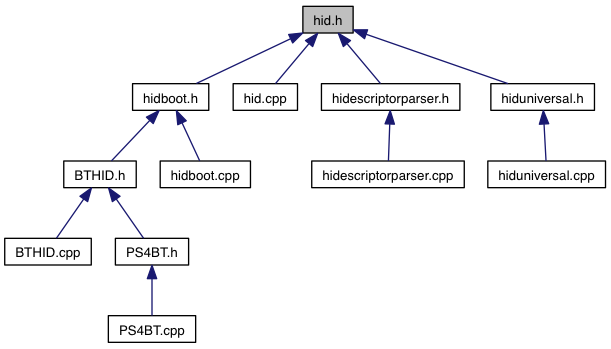 hid.h
hidboot.h
hid.cpp
hidescriptorparser.h
hiduniversal.h
BTHID.h
hidboot.cpp
hidescriptorparser.cpp
hiduniversal.cpp
BTHID.cpp
PS4BT.h
PS4BT.cpp